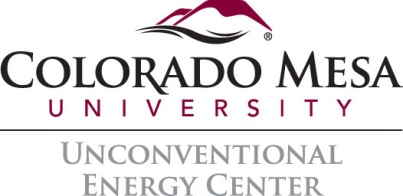 ®
COLORADO MESA
UNIVERSITY
UNCONVENTIONAL
ENERGY CENTER